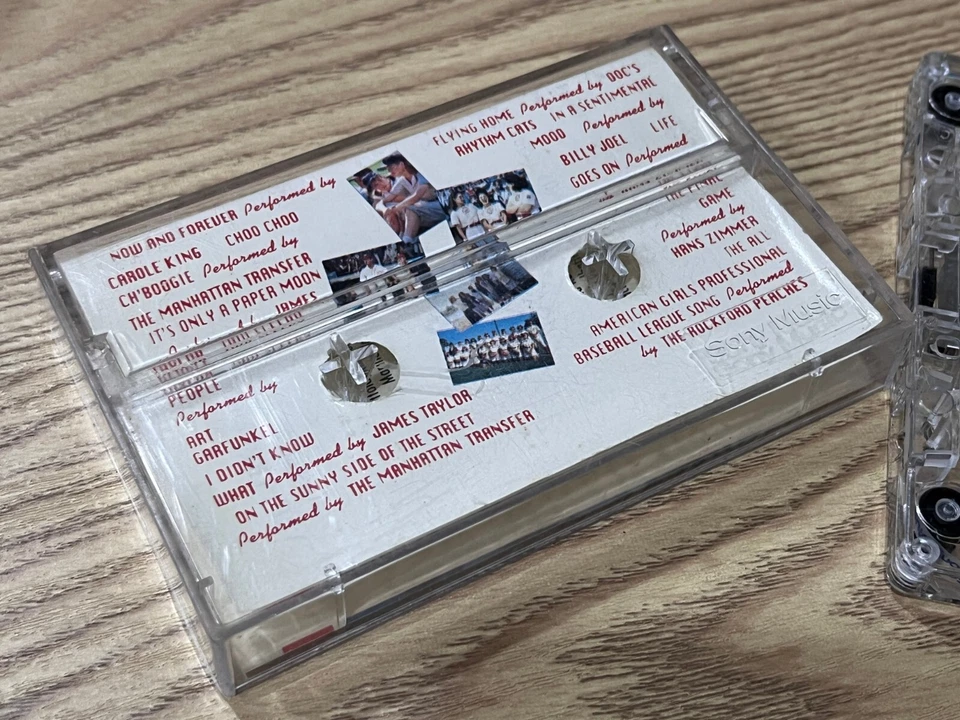 NOW AND FOREVER Performed by
CAROLE KING CHOO CHOO
CH'BOOGIE Performed by
THE MANHATTAN TRANSFER
IT'S ONLY A PAPER MOON
JAMES
PEOPLE
Performed by
ART
GARFUNKEL
I DIDN'T KNOW
WHAT Performed by JAMES TAYLOR
ON THE SUNNY SIDE OF THE STREET
Performed by THE MANHATTAN TRANSFER
FLYING HOME Performed by DOC'S
RHYTHM CATS IN A SENTIMENTAL
MOOD Performed by
BILLY JOEL LIFE
GOES ON Performed
THE FINAL
GAME
Performed by
HANS ZIMMER
THE ALL
AMERICAN GIRLS PROFESSIONAL
BASEBALL LEAGUE SONG Performed
by THE ROCKFORD PEACHES
Sony Music